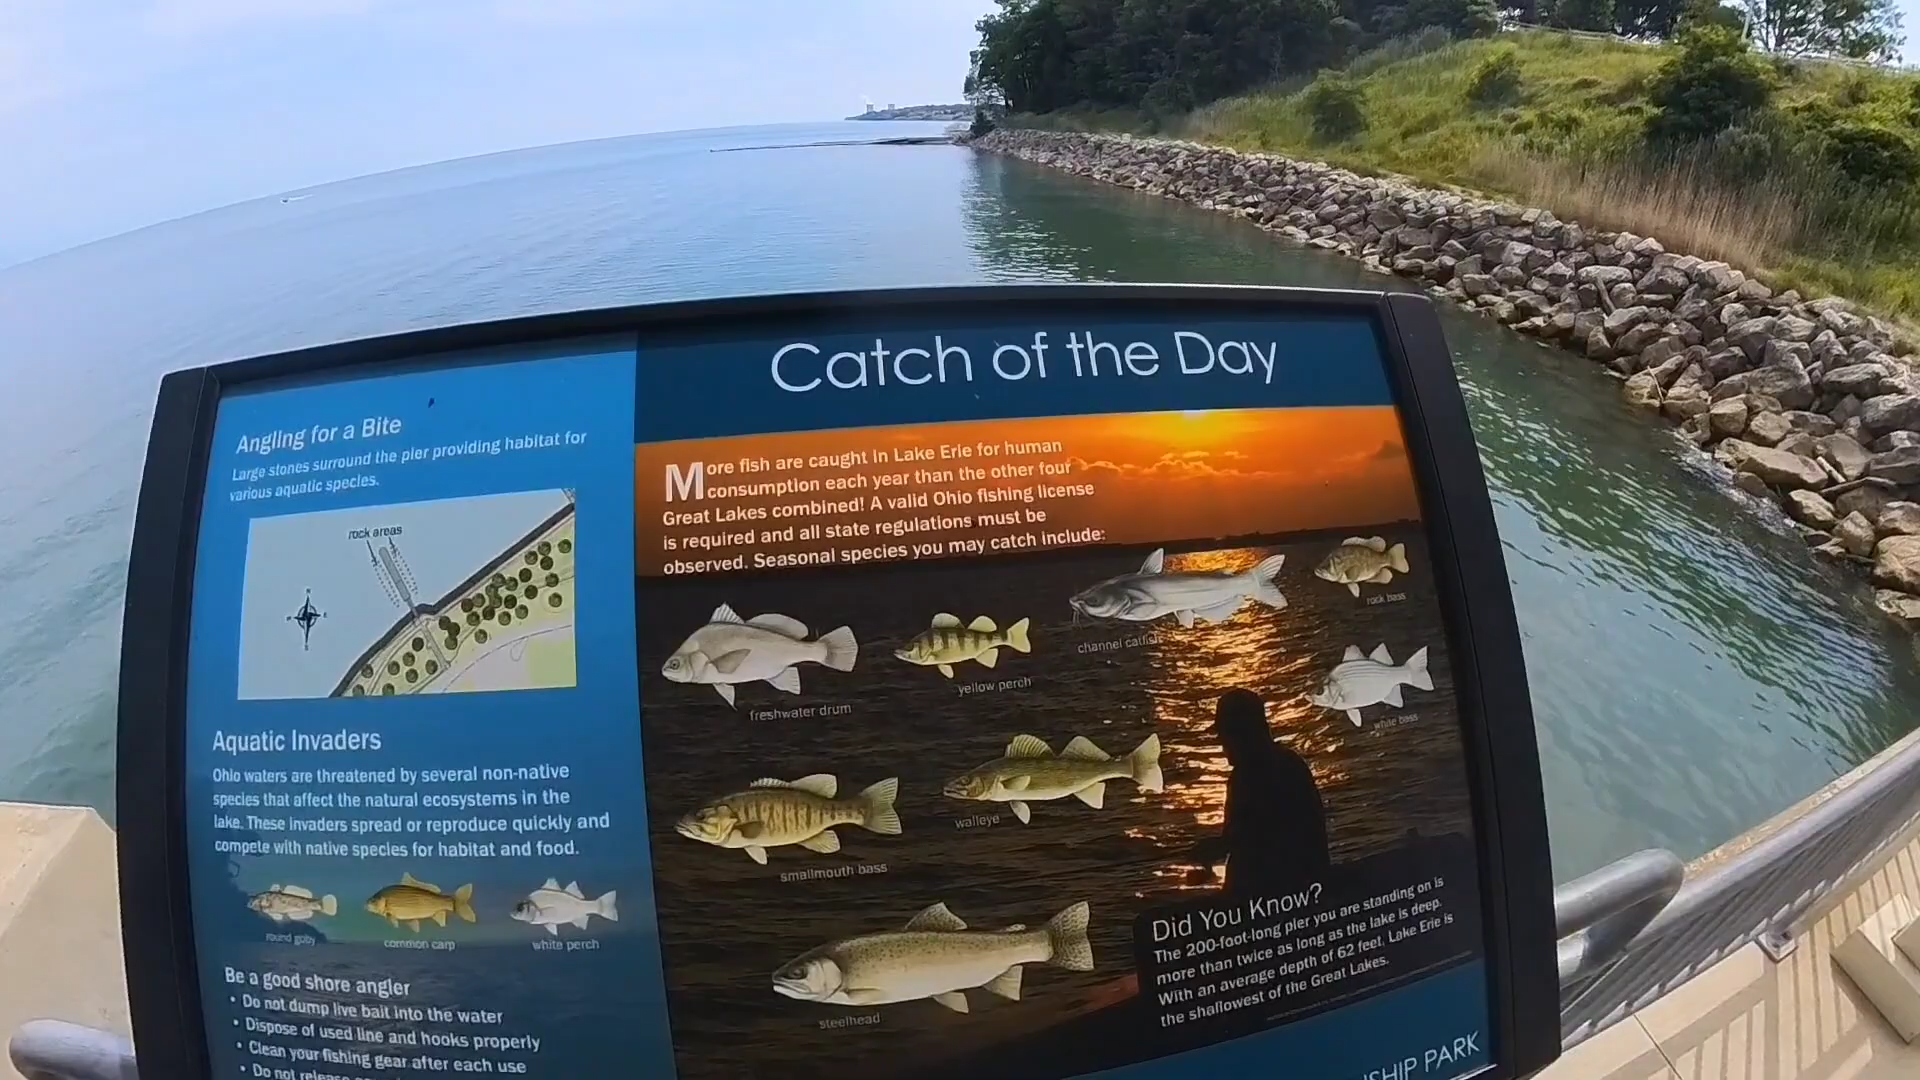 Catch of the Day
Angling for a Bite
Large stones surround the pier providing habitat for
various aquatic species.
rock areas
N
Aquatic Invaders
Ohio waters are threatened by several non-native
species that affect the natural ecosystems in the
lake. These invaders spread or reproduce quickly and
compete with native species for habitat and food.
round goby
common carp
white perch
Be a good shore angler
• Do not dump live bait into the water
• Dispose of used line and hooks properly
• Clean your fishing gear after each use
• Do not release
More fish are caught in Lake Erie for human
consumption each year than the other four
Great Lakes combined! A valid Ohio fishing license
is required and all state regulations must be
observed. Seasonal species you may catch include:
freshwater drum
yellow perch
channel catfish
rock bass
white bass
smallmouth bass
walleye
steelhead
Did You Know?
The 200-foot-long pier you are standing on is
more than twice as long as the lake is deep.
With an average depth of 62 feet, Lake Erie is
the shallowest of the Great Lakes.
SHIP PARK